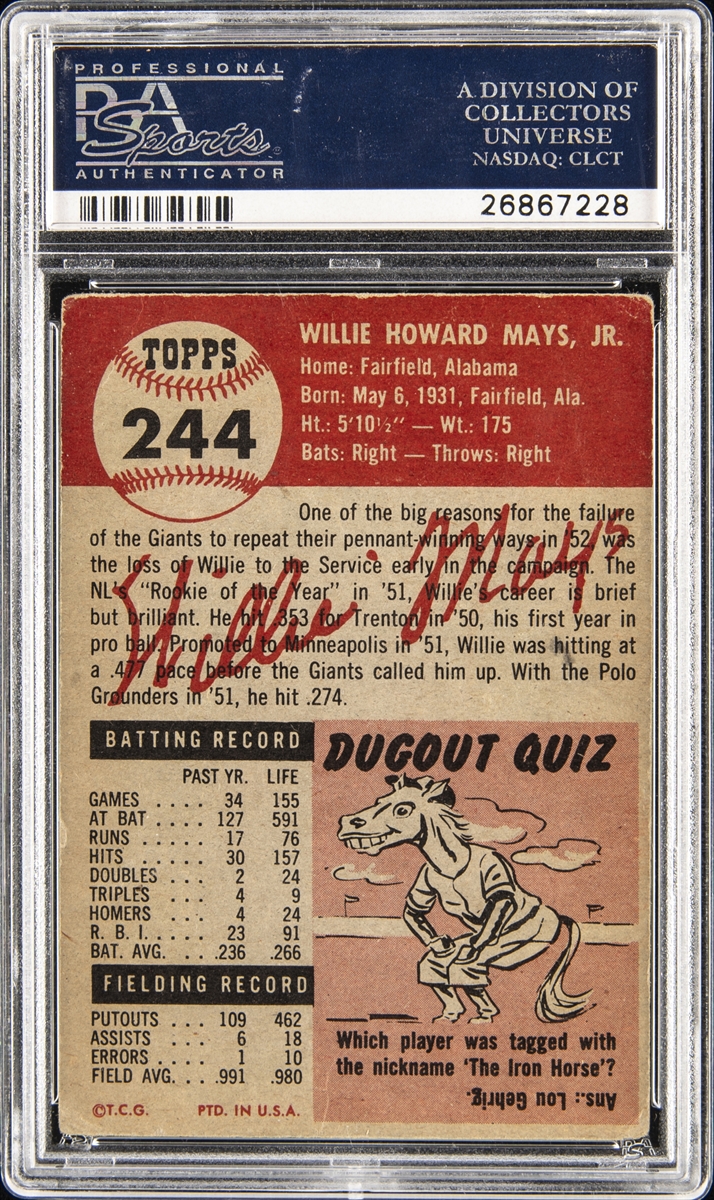 PROFESSIONAL
PSA
Sports
AUTHENTICATOR
A DIVISION OF
COLLECTORS
UNIVERSE
NASDAQ: CLCT
26867228
TOPPS
244
WILLIE HOWARD MAYS, JR.
Home: Fairfield, Alabama
Born: May 6, 1931, Fairfield, Ala.
Ht.: 5'10½" — Wt.: 175
Bats: Right — Throws: Right
One of the big reasons for the failure
of the Giants to repeat their pennant-winning ways in '52, was
the loss of Willie to the Service early in the campaign. The
NL's "Rookie of the Year" in '51, Willie's career is brief
but brilliant. He hit .353 for Trenton in '50, his first year in
pro ball. Promoted to Minneapolis in '51, Willie was hitting at
a .477 pace before the Giants called him up. With the Polo
Grounders in '51, he hit .274.
Willie Mays
BATTING RECORD
PAST YR. LIFE
GAMES . . . . 34 155
AT BAT . . . . 127 591
RUNS . . . . . 17 76
HITS . . . . . 30 157
DOUBLES . . . 2 24
TRIPLES . . . 4 9
HOMERS . . . 4 24
R. B. I. . . . . 23 91
BAT. AVG. . . .236 .266
FIELDING RECORD
PUTOUTS . . . 109 462
ASSISTS . . . 6 18
ERRORS . . . . 1 10
FIELD AVG. . . .991 .980
©T.C.G. PTD. IN U.S.A.
DUGOUT QUIZ
Which player was tagged with
the nickname 'The Iron Horse'?
Ans.: Lou Gehrig.